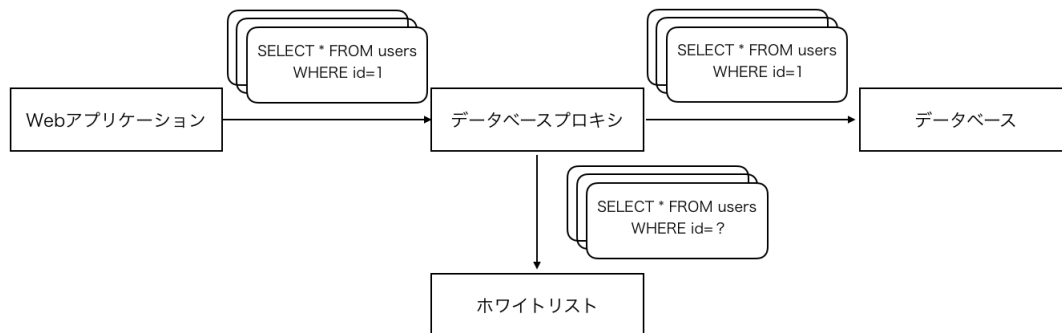 SELECT * FROM users
WHERE id=1
SELECT * FROM users
WHERE id=1
Webアプリケーション
データベースプロキシ
データベース
SELECT * FROM users
WHERE id=？
ホワイトリスト